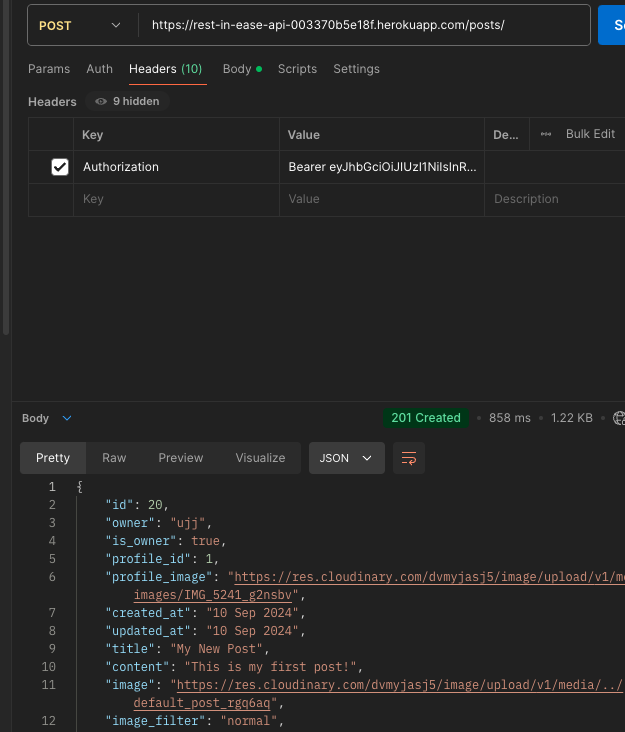 POST https://rest-in-ease-api-003370b5e18f.herokuapp.com/posts/
Params Auth Headers (10) Body Scripts Settings
Headers 9 hidden
Key Value De... Bulk Edit
Authorization Bearer eyJhbGciOiJIUzI1NiIsInR...
Key Value Description
Body 201 Created 858 ms 1.22 KB
Pretty Raw Preview Visualize JSON
1 {
2 "id": 20,
3 "owner": "ujj",
4 "is_owner": true,
5 "profile_id": 1,
6 "profile_image": "https://res.cloudinary.com/dvmyjasj5/image/upload/v1/me
images/IMG_5241_g2nsbv",
7 "created_at": "10 Sep 2024",
8 "updated_at": "10 Sep 2024",
9 "title": "My New Post",
10 "content": "This is my first post!",
11 "image": "https://res.cloudinary.com/dvmyjasj5/image/upload/v1/media/../
default_post_rgq6aq",
12 "image_filter": "normal",